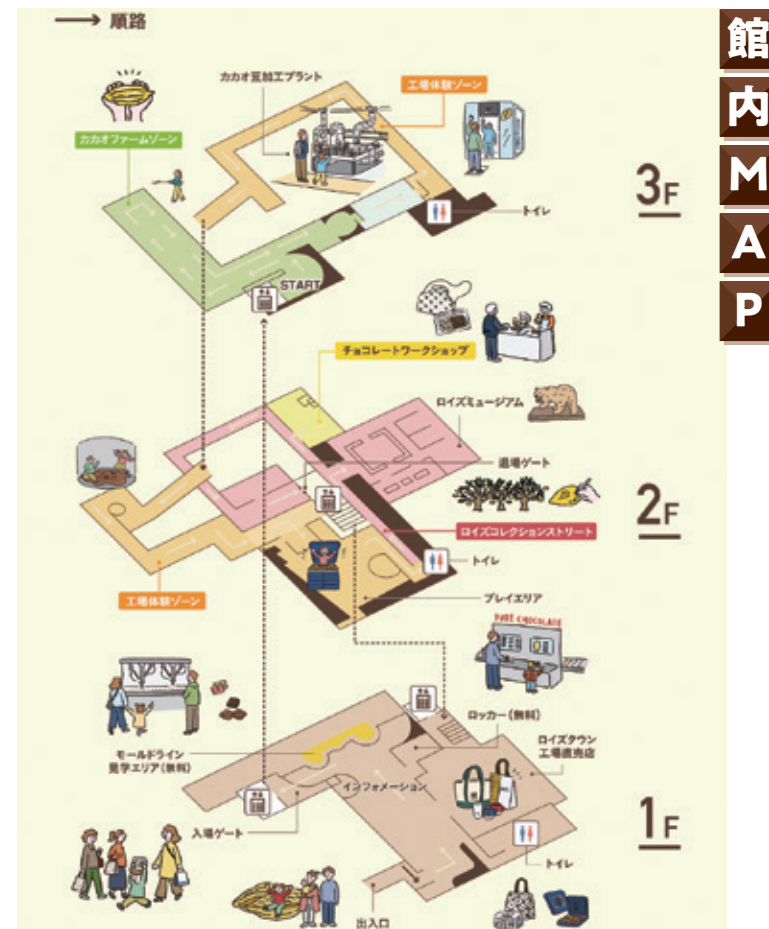 館
内
M
A
P
順路
カカオ豆加工プラント
工場体験ゾーン
カカオファームゾーン
3F
トイレ
START
チョコレートワークショップ
ロイズミュージアム
退場ゲート
2F
ロイズコレクションストリート
トイレ
工場体験ゾーン
プレイエリア
PURE CHOCOLATE
ロッカー(無料)
ロイズタウン
工場直売店
モールドライン
見学エリア(無料)
インフォメーション
入場ゲート
1F
トイレ
出入口